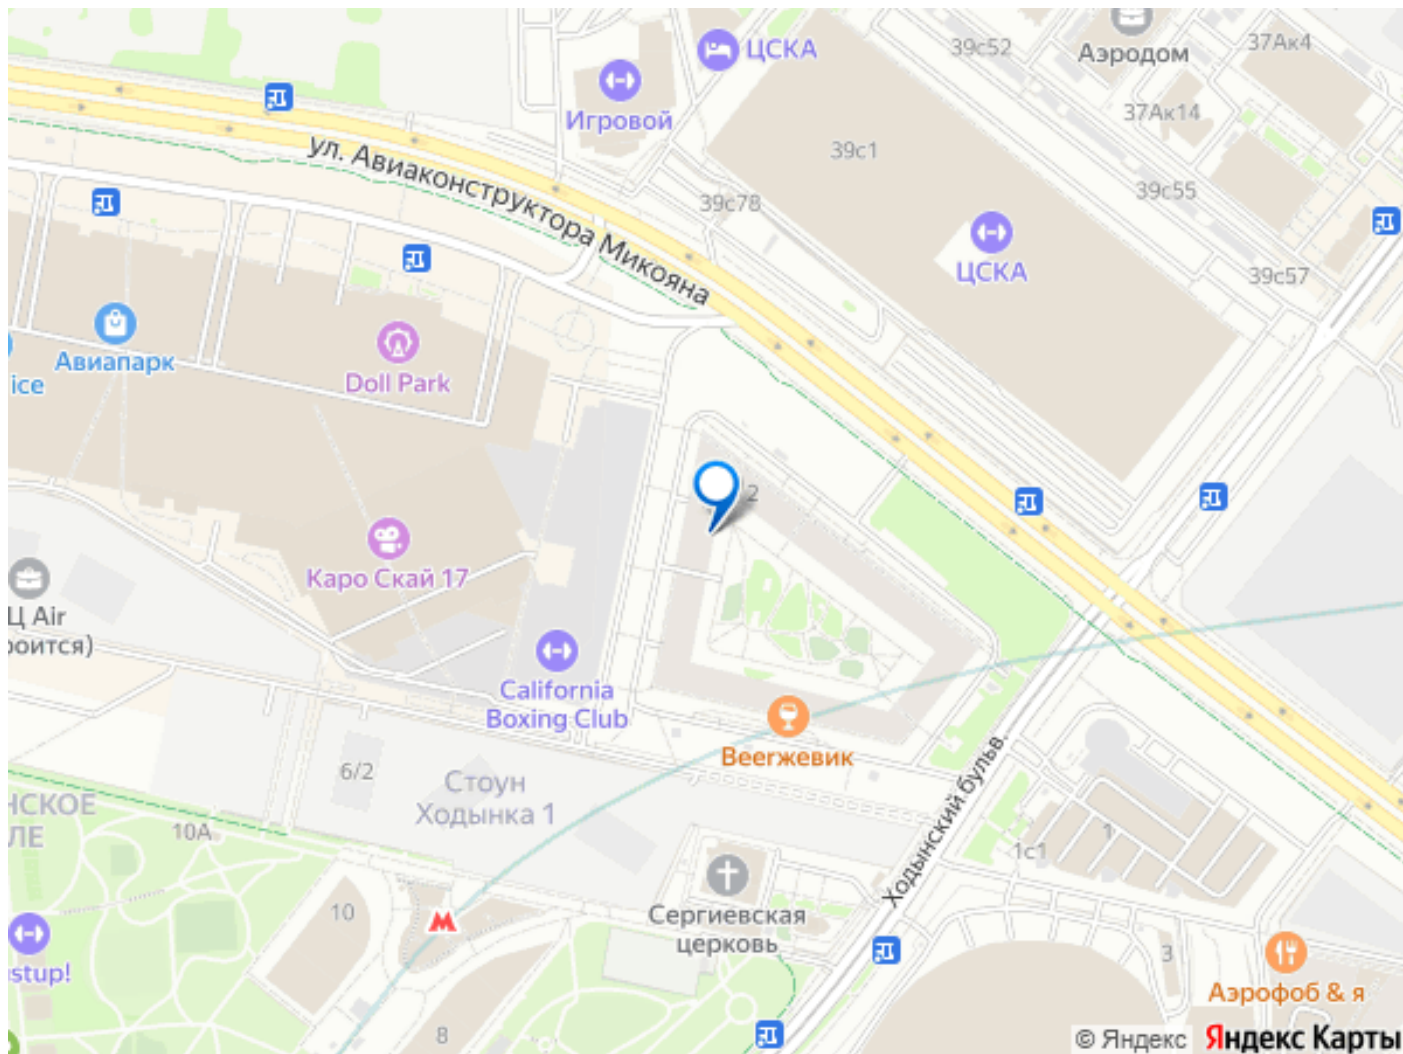 ЦСКА
39с52
Аэродом
37Ак4
Игровой
37Ак14
39с1
ул. Авиаконструктора Микояна
39с78
39с55
ЦСКА
39с57
Авиапарк
ice
Doll Park
2
Каро Скай 17
Ц Air
роится)
California
Boxing Club
Веегжевик
Ходынский бульв.
6/2
Стоун
Ходынка 1
НСКОЕ
ЛЕ
10А
1
1с1
10
Сергиевская
церковь
3
stup!
Аэрофоб & я
8
© Яндекс Яндекс Карты